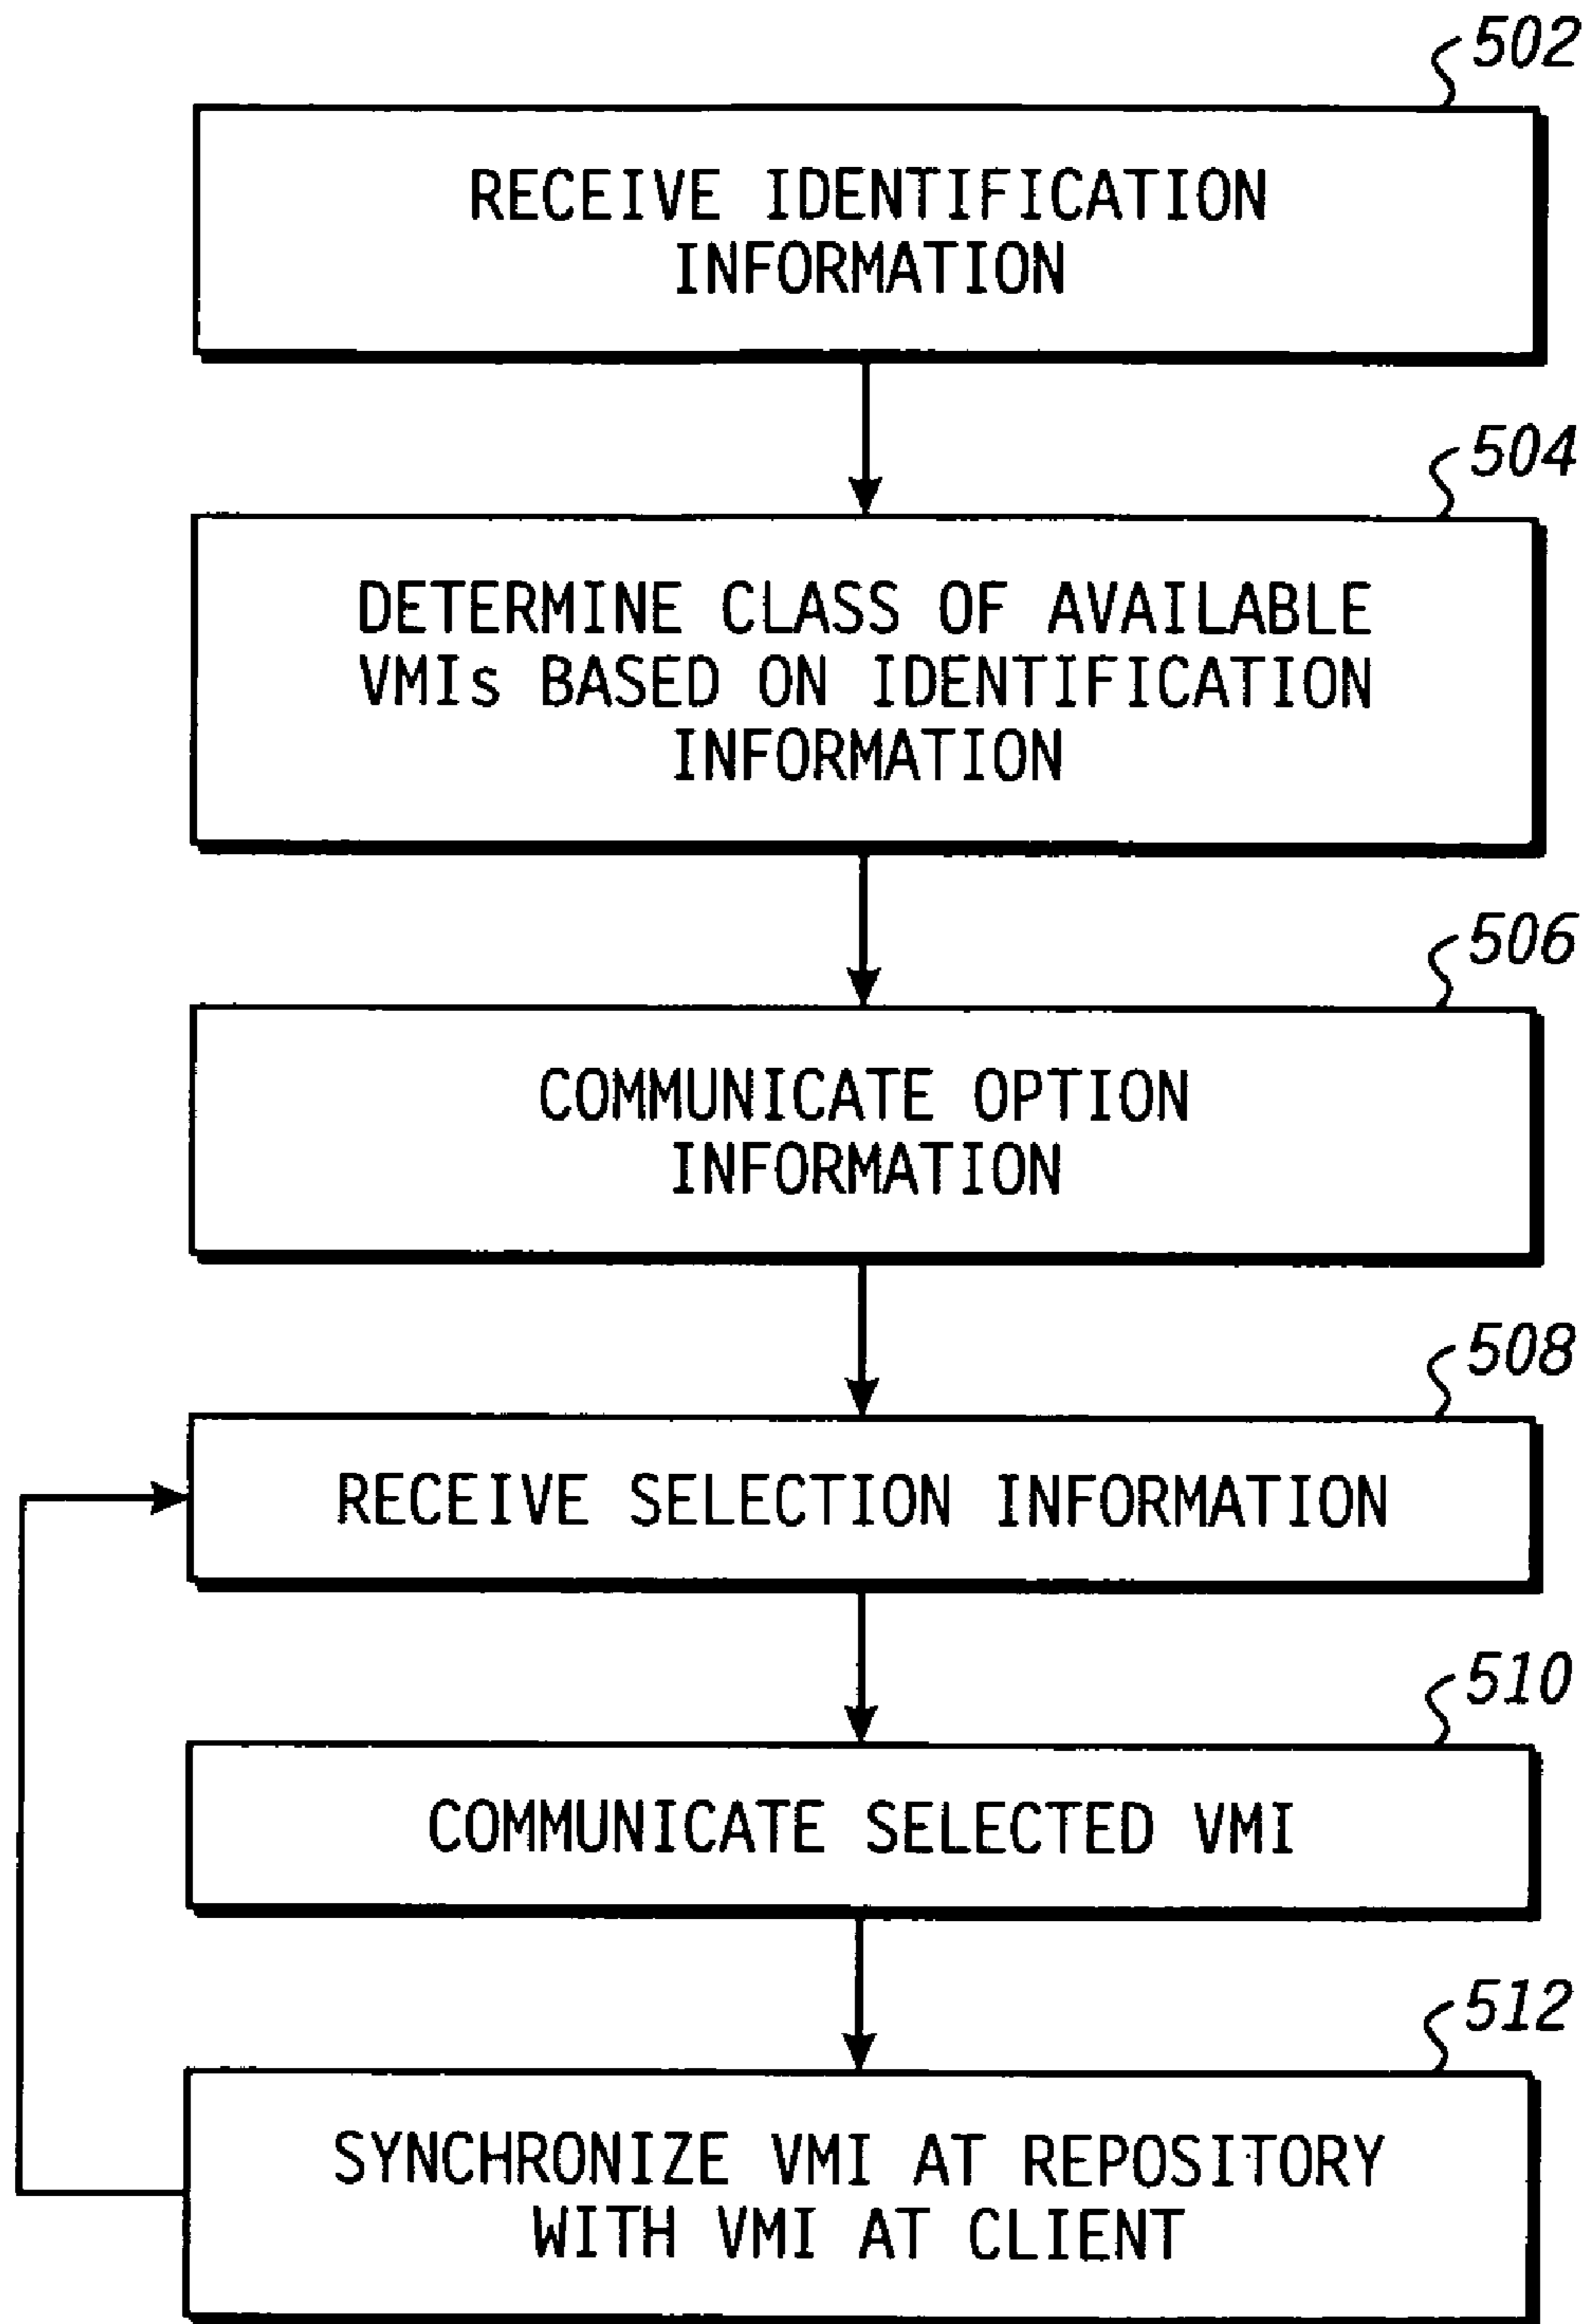 502
RECEIVE IDENTIFICATION
INFORMATION
504
DETERMINE CLASS OF AVAILABLE
VMIs BASED ON IDENTIFICATION
INFORMATION
506
COMMUNICATE OPTION
INFORMATION
508
RECEIVE SELECTION INFORMATION
510
COMMUNICATE SELECTED VMI
512
SYNCHRONIZE VMI AT REPOSITORY
WITH VMI AT CLIENT